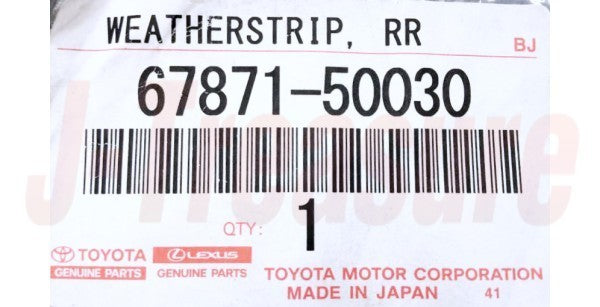 WEATHERSTRIP, RR
BJ
67871-50030
J-Treasure
QTY: 1
TOYOTA LEXUS
GENUINE PARTS GENUINE PARTS
TOYOTA MOTOR CORPORATION
MADE IN JAPAN 41